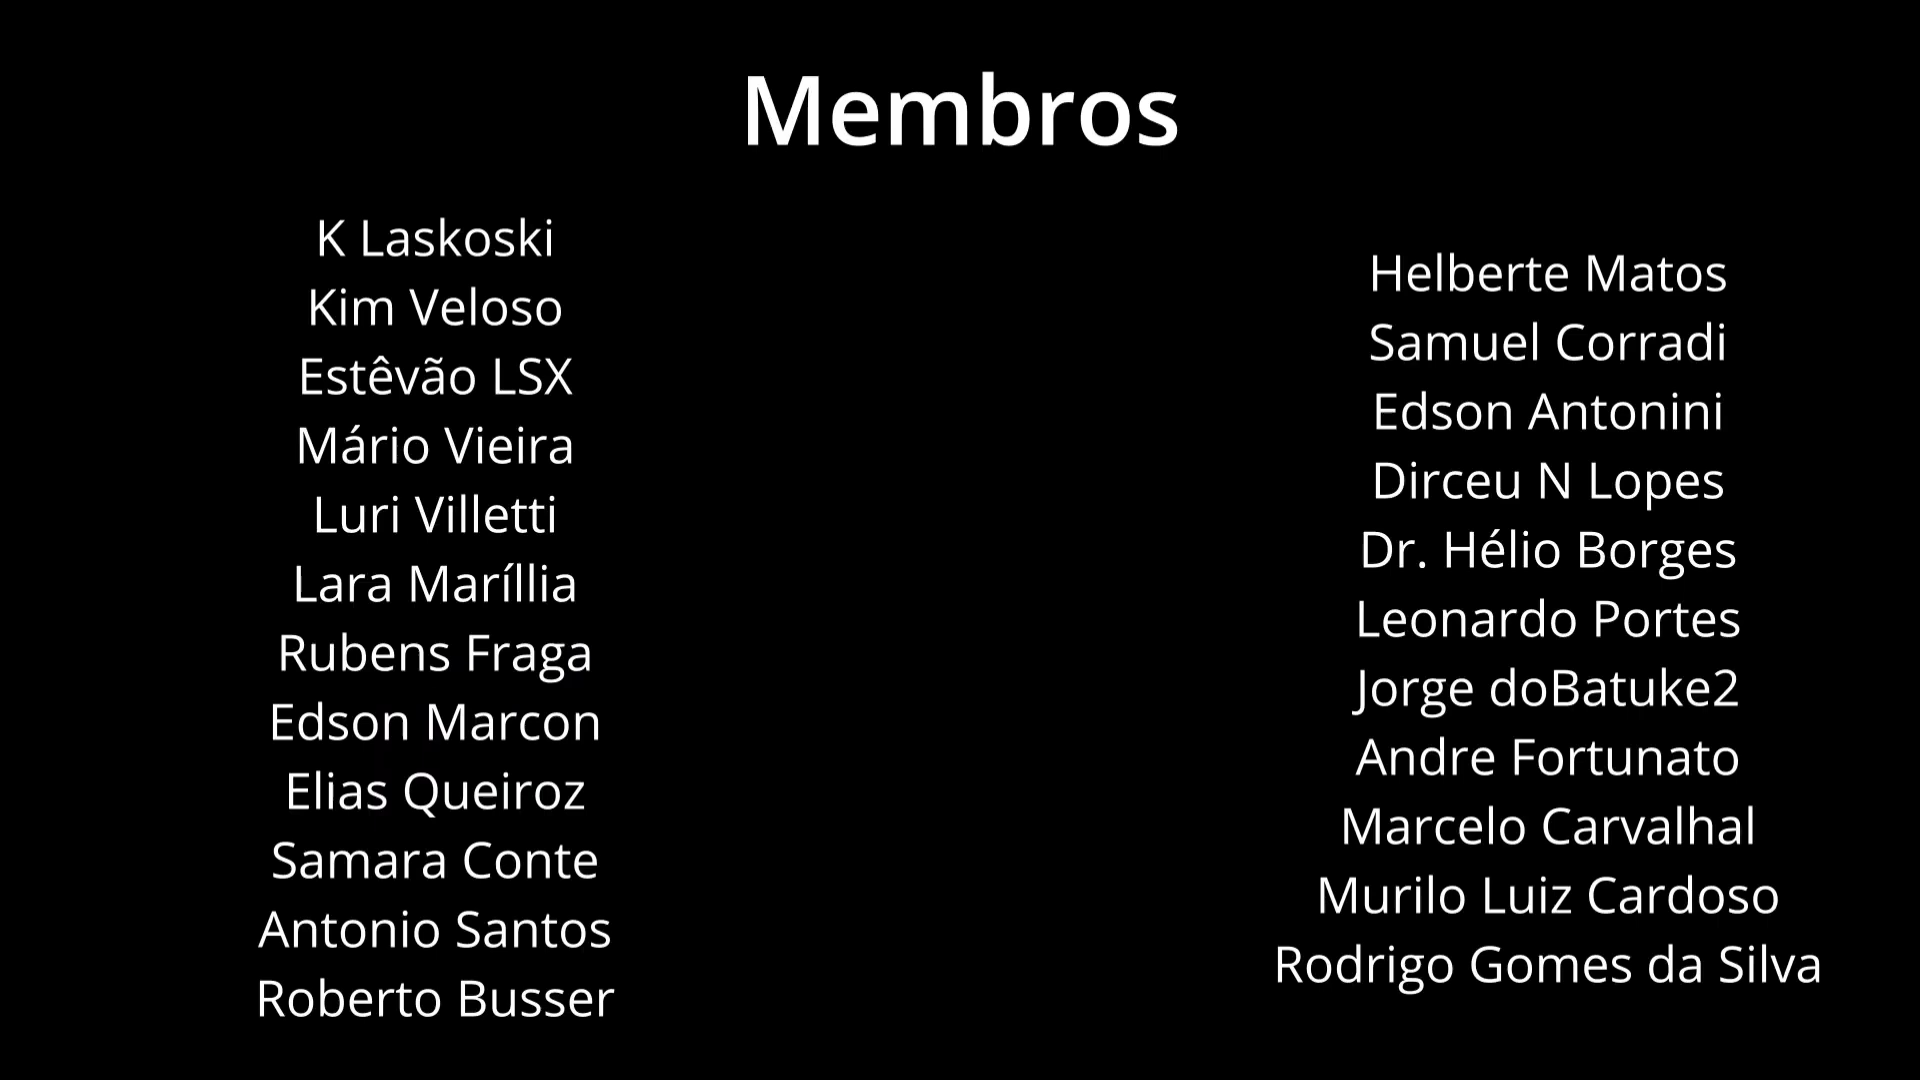 Membros
K Laskoski
Kim Veloso
Estêvão LSX
Mário Vieira
Luri Villetti
Lara Maríllia
Rubens Fraga
Edson Marcon
Elias Queiroz
Samara Conte
Antonio Santos
Roberto Busser
Helberte Matos
Samuel Corradi
Edson Antonini
Dirceu N Lopes
Dr. Hélio Borges
Leonardo Portes
Jorge doBatuke2
Andre Fortunato
Marcelo Carvalhal
Murilo Luiz Cardoso
Rodrigo Gomes da Silva